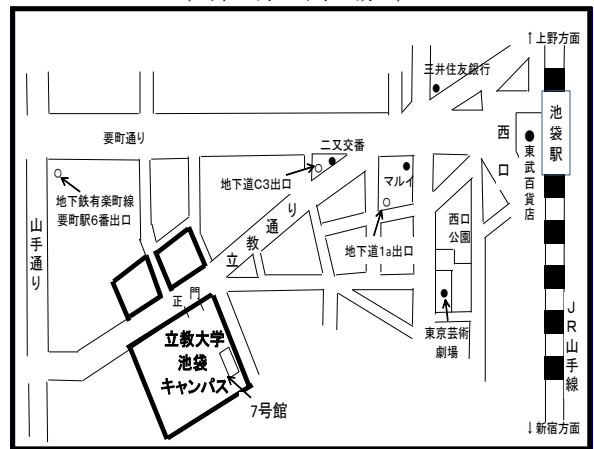 ↑上野方面
三井住友銀行
池袋駅
西口
東武百貨店
要町通り
二又交番
地下道C3出口
マルイ
地下鉄有楽町線
要町駅6番出口
山手通り
立教通り
地下道1a出口
西口
公園
正門
立教大学
池袋
キャンパス
7号館
東京芸術
劇場
JR山手線
↓新宿方面